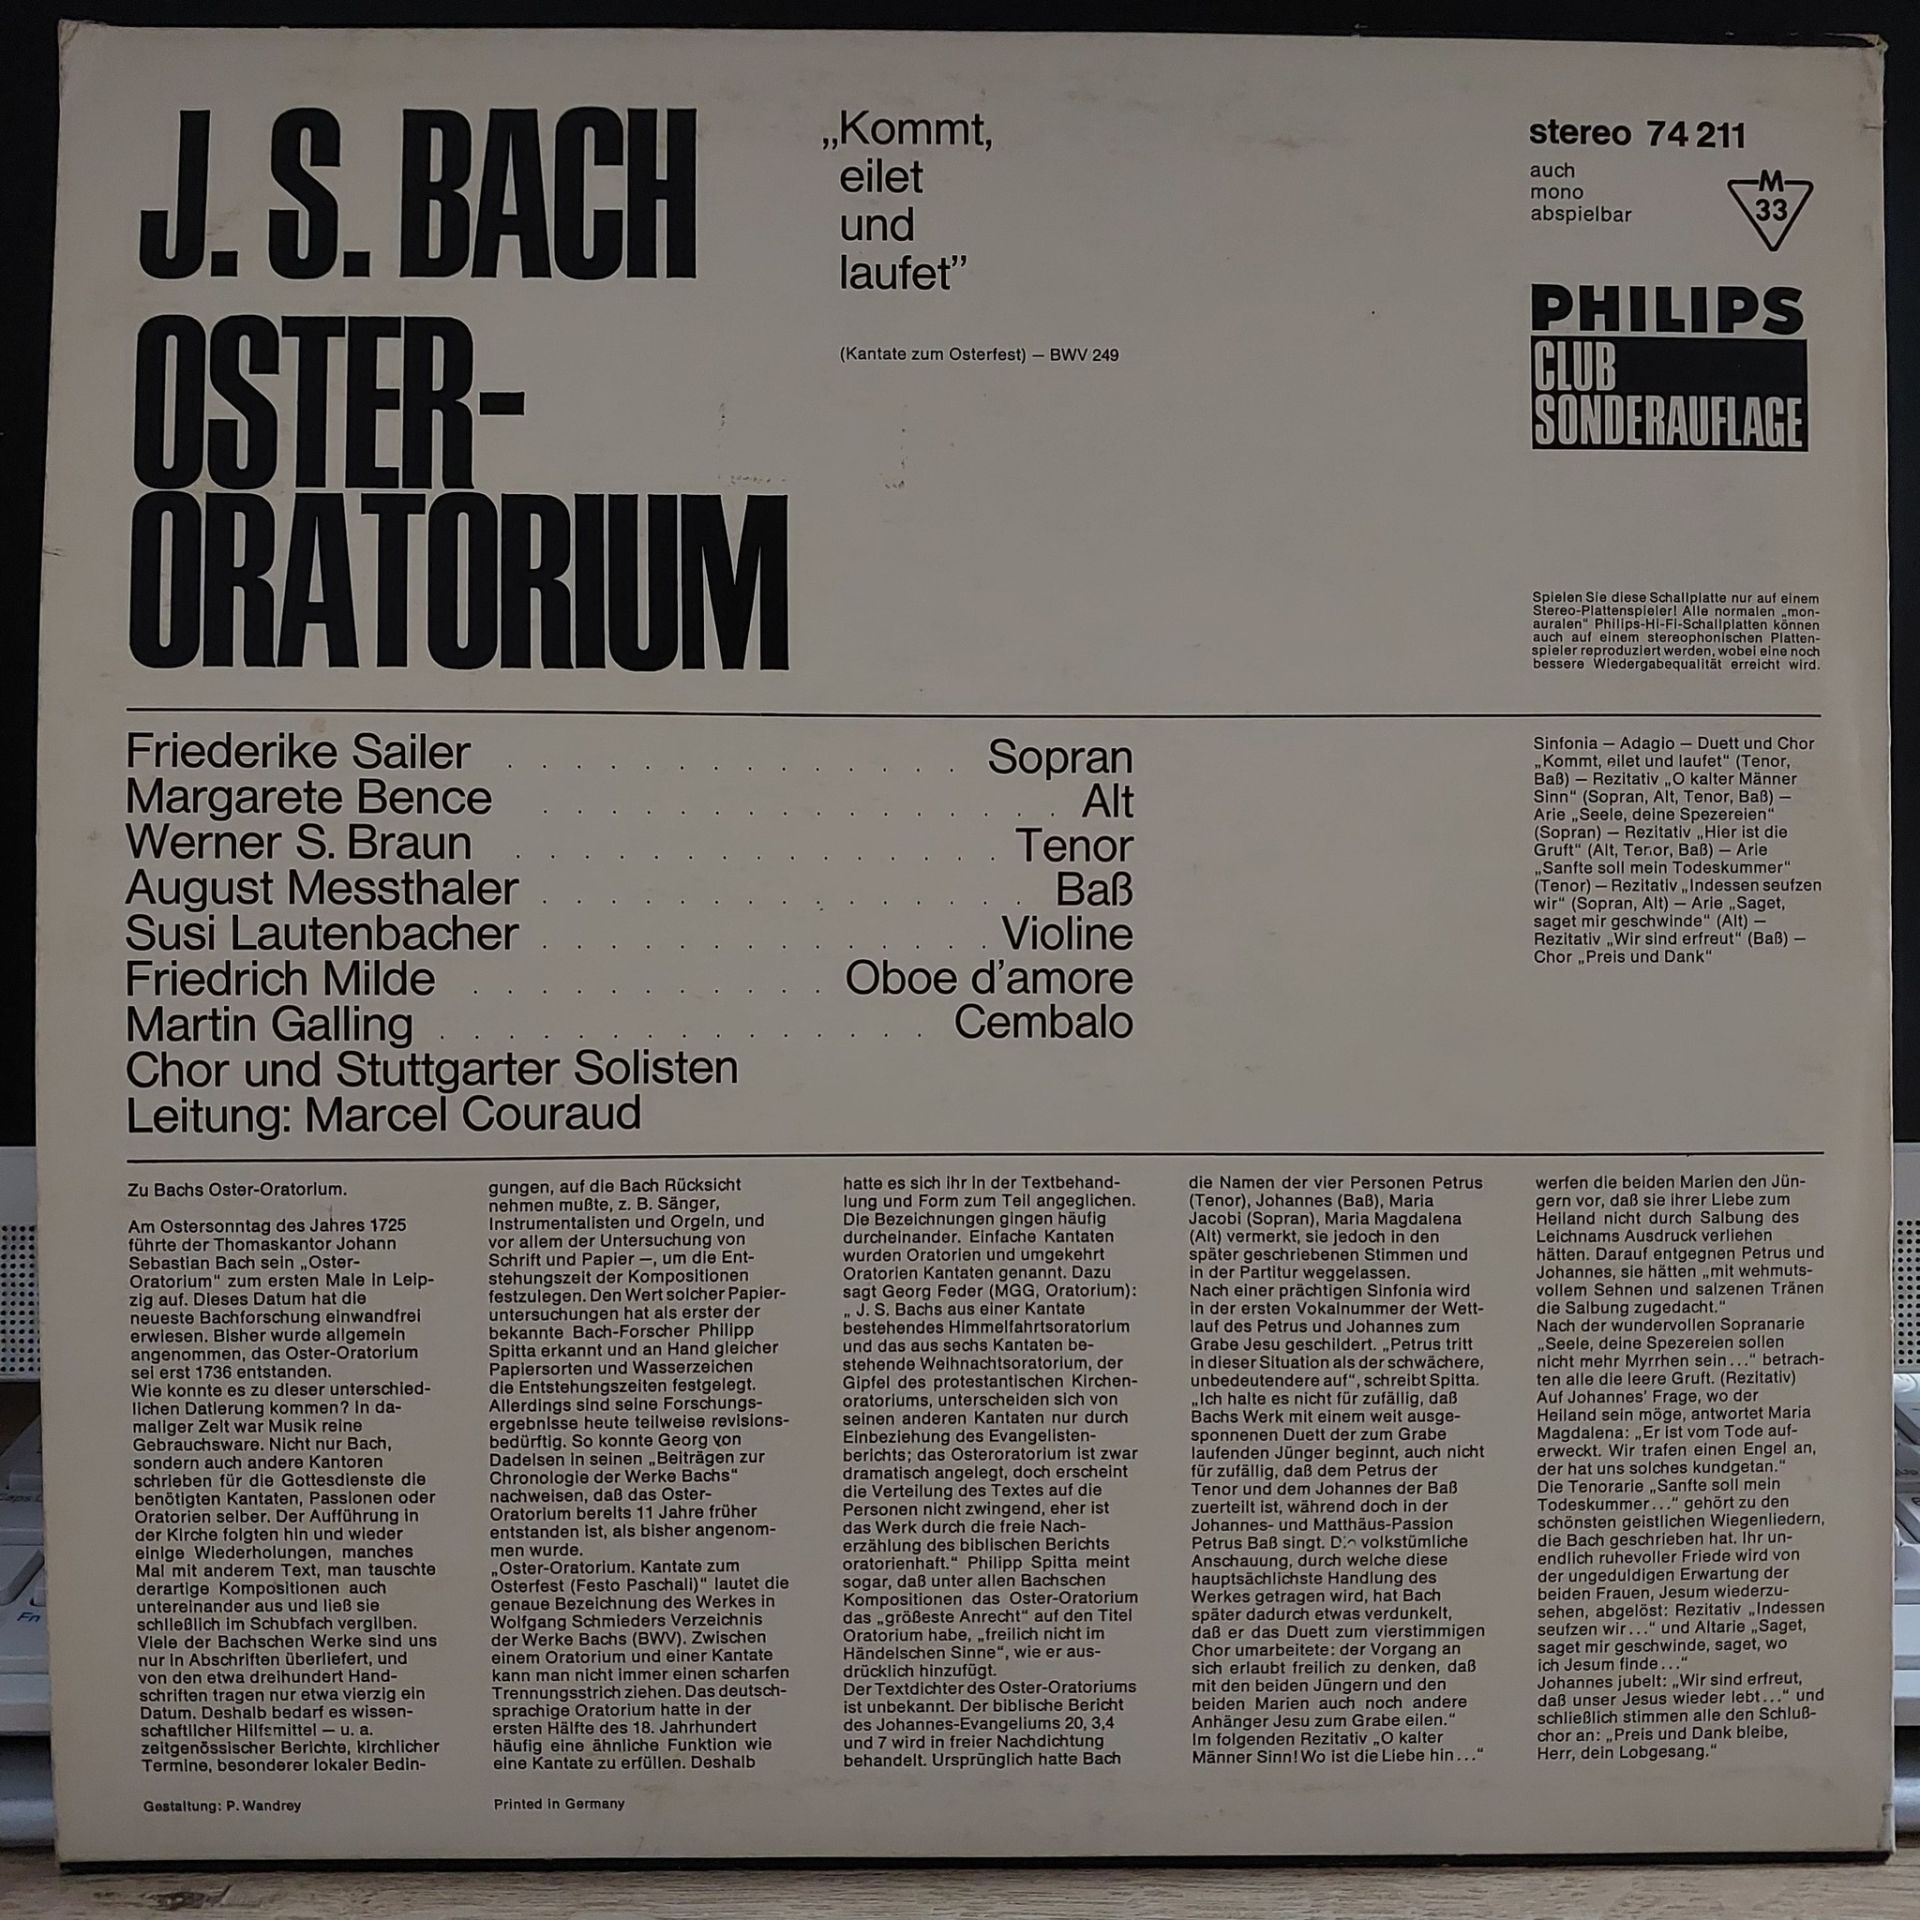 J. S. BACH
OSTER-
ORATORIUM
„Kommt,
eilet
und
laufet”
(Kantate zum Osterfest) – BWV 249
stereo 74 211
auch
mono
abspielbar
M
33
PHILIPS
CLUB
SONDERAUFLAGE
Spielen Sie diese Schallplatte nur auf einem
Stereo-Plattenspieler! Alle normalen „mon-
auralen“ Philips-Hi-Fi-Schallplatten können
auch auf einem stereophonischen Platten-
spieler reproduziert werden, wobei eine noch
bessere Wiedergabequalität erreicht wird.
Friederike Sailer . . . . . . . . . . . . . . Sopran
Margarete Bence . . . . . . . . . . . . . . . . Alt
Werner S. Braun . . . . . . . . . . . . . . . Tenor
August Messthaler . . . . . . . . . . . . . . . Baß
Susi Lautenbacher . . . . . . . . . . . . . . Violine
Friedrich Milde . . . . . . . . . . . Oboe d’amore
Martin Galling . . . . . . . . . . . . . . . Cembalo
Chor und Stuttgarter Solisten
Leitung: Marcel Couraud
Sinfonia – Adagio – Duett und Chor
„Kommt, eilet und laufet“ (Tenor,
Baß) – Rezitativ „O kalter Männer
Sinn“ (Sopran, Alt, Tenor, Baß) –
Arie „Seele, deine Spezereien“
(Sopran) – Rezitativ „Hier ist die
Gruft“ (Alt, Tenor, Baß) – Arie
„Sanfte soll mein Todeskummer“
(Tenor) – Rezitativ „Indessen seufzen
wir“ (Sopran, Alt) – Arie „Saget,
saget mir geschwinde“ (Alt) –
Rezitativ „Wir sind erfreut“ (Baß) –
Chor „Preis und Dank“
Zu Bachs Oster-Oratorium.
Am Ostersonntag des Jahres 1725
führte der Thomaskantor Johann
Sebastian Bach sein „Oster-
Oratorium“ zum ersten Male in Leip-
zig auf. Dieses Datum hat die
neueste Bachforschung einwandfrei
erwiesen. Bisher wurde allgemein
angenommen, das Oster-Oratorium
sei erst 1736 entstanden.
Wie konnte es zu dieser unterschied-
lichen Datierung kommen? In da-
maliger Zeit war Musik reine
Gebrauchsware. Nicht nur Bach,
sondern auch andere Kantoren
schrieben für die Gottesdienste die
benötigten Kantaten, Passionen oder
Oratorien selber. Der Aufführung in
der Kirche folgten hin und wieder
einige Wiederholungen, manches
Mal mit anderem Text, man tauschte
derartige Kompositionen auch
untereinander aus und ließ sie
schließlich im Schubfach vergilben.
Viele der Bachschen Werke sind uns
nur in Abschriften überliefert, und
von den etwa dreihundert Hand-
schriften tragen nur etwa vierzig ein
Datum. Deshalb bedarf es wissen-
schaftlicher Hilfsmittel – u. a.
zeitgenössischer Berichte, kirchlicher
Termine, besonderer lokaler Bedin-
gungen, auf die Bach Rücksicht
nehmen mußte, z. B. Sänger,
Instrumentalisten und Orgeln, und
vor allem der Untersuchung von
Schrift und Papier –, um die Ent-
stehungszeit der Kompositionen
festzulegen. Den Wert solcher Papier-
untersuchungen hat als erster der
bekannte Bach-Forscher Philipp
Spitta erkannt und an Hand gleicher
Papiersorten und Wasserzeichen
die Entstehungszeiten festgelegt.
Allerdings sind seine Forschungs-
ergebnisse heute teilweise revisions-
bedürftig. So konnte Georg von
Dadelsen in seinen „Beiträgen zur
Chronologie der Werke Bachs“
nachweisen, daß das Oster-
Oratorium bereits 11 Jahre früher
entstanden ist, als bisher angenom-
men wurde.
„Oster-Oratorium. Kantate zum
Osterfest (Festo Paschali)“ lautet die
genaue Bezeichnung des Werkes in
Wolfgang Schmieders Verzeichnis
der Werke Bachs (BWV). Zwischen
einem Oratorium und einer Kantate
kann man nicht immer einen scharfen
Trennungsstrich ziehen. Das deutsch-
sprachige Oratorium hatte in der
ersten Hälfte des 18. Jahrhundert
häufig eine ähnliche Funktion wie
eine Kantate zu erfüllen. Deshalb
hatte es sich ihr in der Textbehand-
lung und Form zum Teil angeglichen.
Die Bezeichnungen gingen häufig
durcheinander. Einfache Kantaten
wurden Oratorien und umgekehrt
Oratorien Kantaten genannt. Dazu
sagt Georg Feder (MGG, Oratorium):
„ J. S. Bachs aus einer Kantate
bestehendes Himmelfahrtsoratorium
und das aus sechs Kantaten be-
stehende Weihnachtsoratorium, der
Gipfel des protestantischen Kirchen-
oratoriums, unterscheiden sich von
seinen anderen Kantaten nur durch
Einbeziehung des Evangelisten-
berichts; das Osteroratorium ist zwar
dramatisch angelegt, doch erscheint
die Verteilung des Textes auf die
Personen nicht zwingend, eher ist
das Werk durch die freie Nach-
erzählung des biblischen Berichts
oratorienhaft.“ Philipp Spitta meint
sogar, daß unter allen Bachschen
Kompositionen das Oster-Oratorium
das „größeste Anrecht“ auf den Titel
Oratorium habe, „freilich nicht im
Händelschen Sinne“, wie er aus-
drücklich hinzufügt.
Der Textdichter des Oster-Oratoriums
ist unbekannt. Der biblische Bericht
des Johannes-Evangeliums 20, 3,4
und 7 wird in freier Nachdichtung
behandelt. Ursprünglich hatte Bach
die Namen der vier Personen Petrus
(Tenor), Johannes (Baß), Maria
Jacobi (Sopran), Maria Magdalena
(Alt) vermerkt, sie jedoch in den
später geschriebenen Stimmen und
in der Partitur weggelassen.
Nach einer prächtigen Sinfonia wird
in der ersten Vokalnummer der Wett-
lauf des Petrus und Johannes zum
Grabe Jesu geschildert. „Petrus tritt
in dieser Situation als der schwächere,
unbedeutendere auf“, schreibt Spitta.
„Ich halte es nicht für zufällig, daß
Bachs Werk mit einem weit ausge-
sponnenen Duett der zum Grabe
laufenden Jünger beginnt, auch nicht
für zufällig, daß dem Petrus der
Tenor und dem Johannes der Baß
zuerteilt ist, während doch in der
Johannes- und Matthäus-Passion
Petrus Baß singt. Die volkstümliche
Anschauung, durch welche diese
hauptsächlichste Handlung des
Werkes getragen wird, hat Bach
später dadurch etwas verdunkelt,
daß er das Duett zum vierstimmigen
Chor umarbeitete: der Vorgang an
sich erlaubt freilich zu denken, daß
mit den beiden Jüngern und den
beiden Marien auch noch andere
Anhänger Jesu zum Grabe eilen.“
Im folgenden Rezitativ „O kalter
Männer Sinn! Wo ist die Liebe hin...“
werfen die beiden Marien den Jün-
gern vor, daß sie ihrer Liebe zum
Heiland nicht durch Salbung des
Leichnams Ausdruck verliehen
hätten. Darauf entgegnen Petrus und
Johannes, sie hätten „mit wehmuts-
vollem Sehnen und salzenen Tränen
die Salbung zugedacht.“
Nach der wundervollen Sopranarie
„Seele, deine Spezereien sollen
nicht mehr Myrrhen sein...“ betrach-
ten alle die leere Gruft. (Rezitativ)
Auf Johannes’ Frage, wo der
Heiland sein möge, antwortet Maria
Magdalena: „Er ist vom Tode auf-
erweckt. Wir trafen einen Engel an,
der hat uns solches kundgetan.“
Die Tenorarie „Sanfte soll mein
Todeskummer...“ gehört zu den
schönsten geistlichen Wiegenliedern,
die Bach geschrieben hat. Ihr un-
endlich ruhevoller Friede wird von
der ungeduldigen Erwartung der
beiden Frauen, Jesum wiederzu-
sehen, abgelöst: Rezitativ „Indessen
seufzen wir...“ und Altarie „Saget,
saget mir geschwinde, saget, wo
ich Jesum finde...“
Johannes jubelt: „Wir sind erfreut,
daß unser Jesus wieder lebt...“ und
schließlich stimmen alle den Schluß-
chor an: „Preis und Dank bleibe,
Herr, dein Lobgesang.“
Gestaltung: P. Wandrey
Printed in Germany
Fn